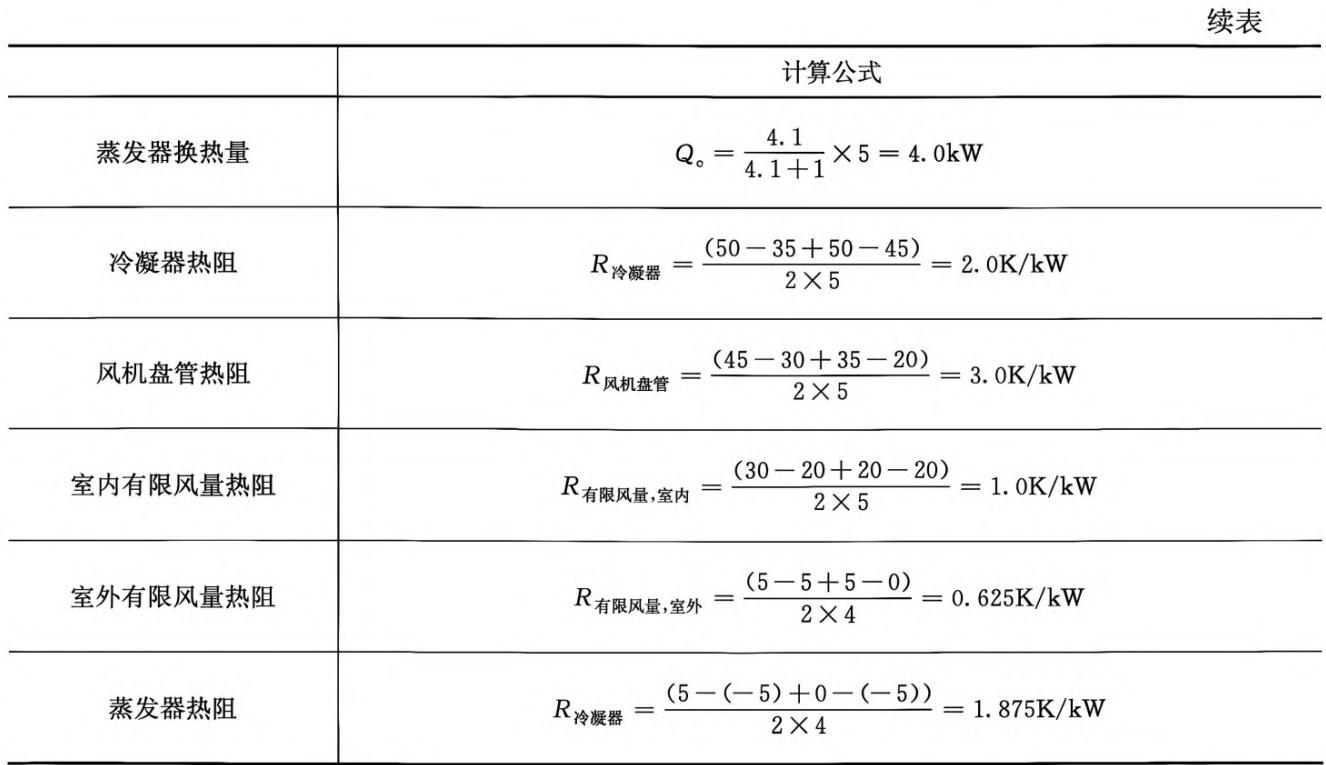 续表
计算公式
蒸发器换热量 Q。 = 4.1/(4.1+1) × 5 = 4.0kW
冷凝器热阻 R冷凝器 = (50-35+50-45)/(2×5) = 2.0K/kW
风机盘管热阻 R风机盘管 = (45-30+35-20)/(2×5) = 3.0K/kW
室内有限风量热阻 R有限风量,室内 = (30-20+20-20)/(2×5) = 1.0K/kW
室外有限风量热阻 R有限风量,室外 = (5-5+5-0)/(2×4) = 0.625K/kW
蒸发器热阻 R冷凝器 = (5-(-5)+0-(-5))/(2×4) = 1.875K/kW